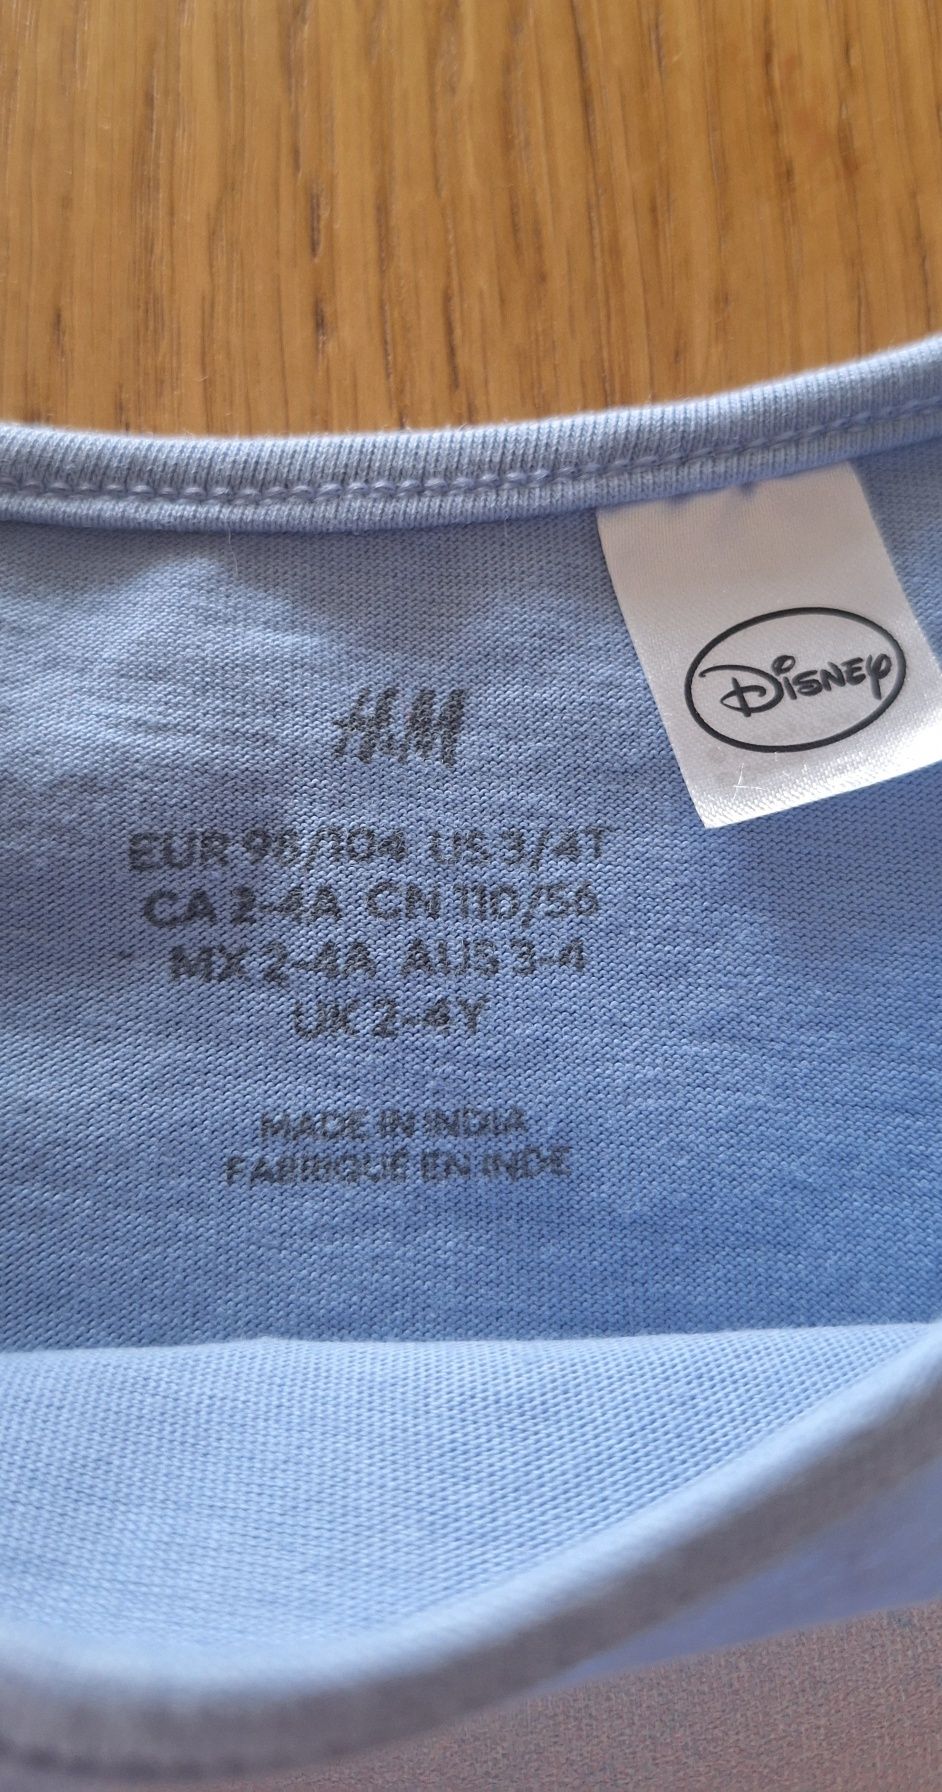 DISNEY
H&M
EUR 98/104 US 3/4T
CA 2-4A CN 110/56
MX 2-4A AUS 3-4
UK 2-4Y
MADE IN INDIA
FABRIQUÉ EN INDE